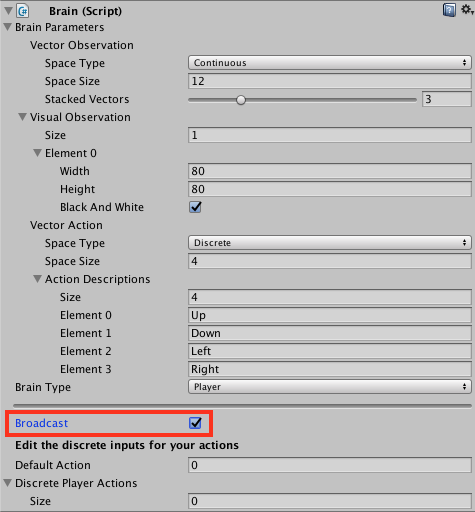 Brain (Script)
Brain Parameters
Vector Observation
Space Type Continuous
Space Size 12
Stacked Vectors 3
Visual Observation
Size 1
Element 0
Width 80
Height 80
Black And White
Vector Action
Space Type Discrete
Space Size 4
Action Descriptions
Size 4
Element 0 Up
Element 1 Down
Element 2 Left
Element 3 Right
Brain Type Player
Broadcast
Edit the discrete inputs for your actions
Default Action 0
Discrete Player Actions
Size 0